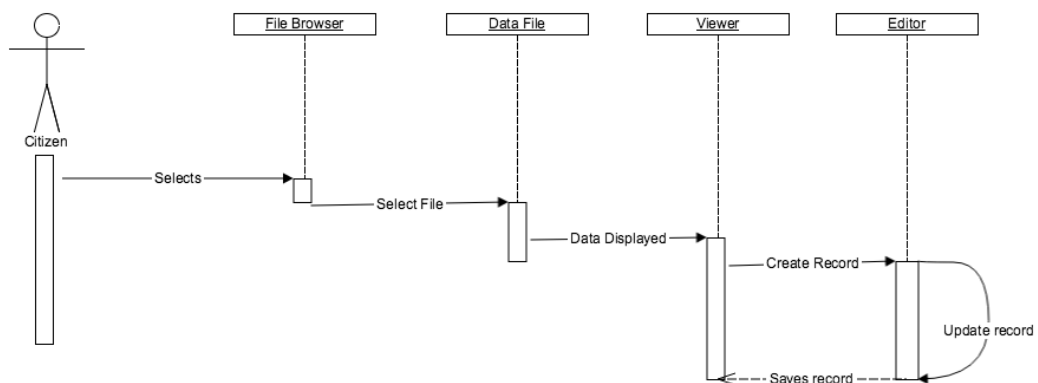 File Browser
Data File
Viewer
Editor
Citizen
Selects
Select File
Data Displayed
Create Record
Update record
Saves record